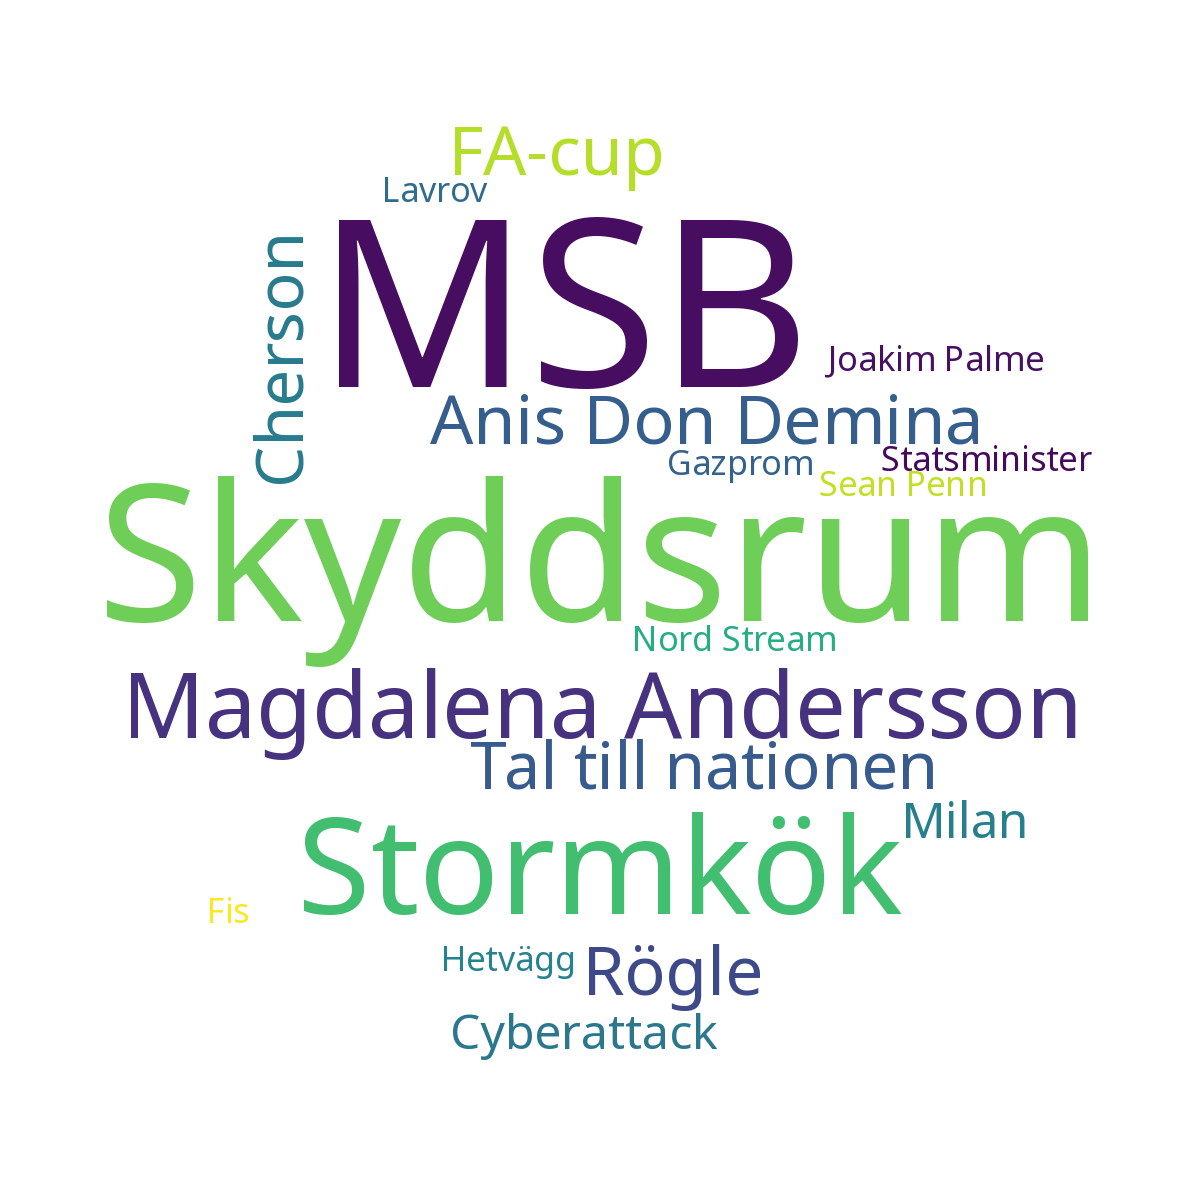 FA-cup
Lavrov
MSB
Cherson
Joakim Palme
Anis Don Demina
Gazprom
Statsminister
Sean Penn
Skyddsrum
Nord Stream
Magdalena Andersson
Tal till nationen
Milan
Stormkök
Fis
Hetvägg
Rögle
Cyberattack